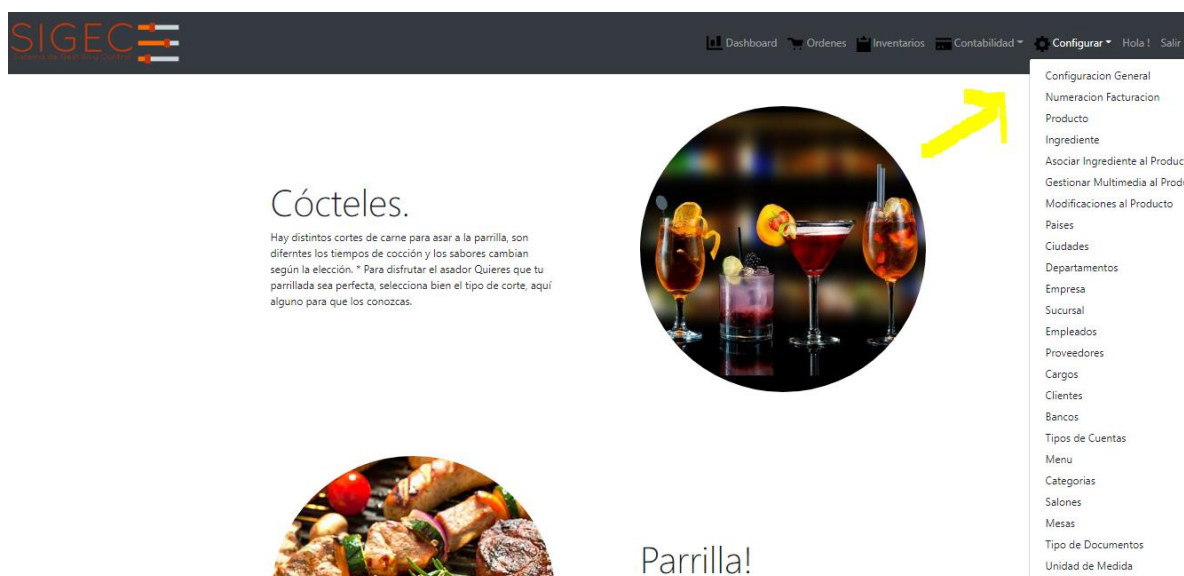 SIGEC
Dashboard Ordenes Inventarios Contabilidad Configurar Hola ! Salir
Configuracion General
Numeracion Facturacion
Producto
Ingrediente
Asociar Ingrediente al Produc
Gestionar Multimedia al Prod
Modificaciones al Producto
Paises
Ciudades
Departamentos
Empresa
Sucursal
Empleados
Proveedores
Cargos
Clientes
Bancos
Tipos de Cuentas
Menu
Categorias
Salones
Mesas
Tipo de Documentos
Unidad de Medida
Cócteles.
Hay distintos cortes de carne para asar a la parrilla, son
diferntes los tiempos de cocción y los sabores cambian
según la elección. * Para disfrutar el asador Quieres que tu
parrillada sea perfecta, selecciona bien el tipo de corte, aquí
alguno para que los conozcas.
Parrilla!